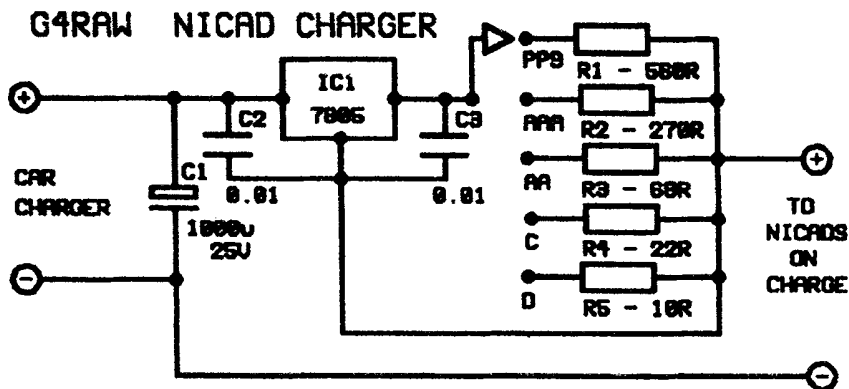 G4RAW NICAD CHARGER
IC1
7805
C2
0.01
C3
0.01
C1
1000u
25V
CAR
CHARGER
PP3
R1 - 560R
AAA
R2 - 270R
AA
R3 - 68R
C
R4 - 22R
D
R5 - 10R
+
-
+
TO
NICADS
ON
CHARGE
-